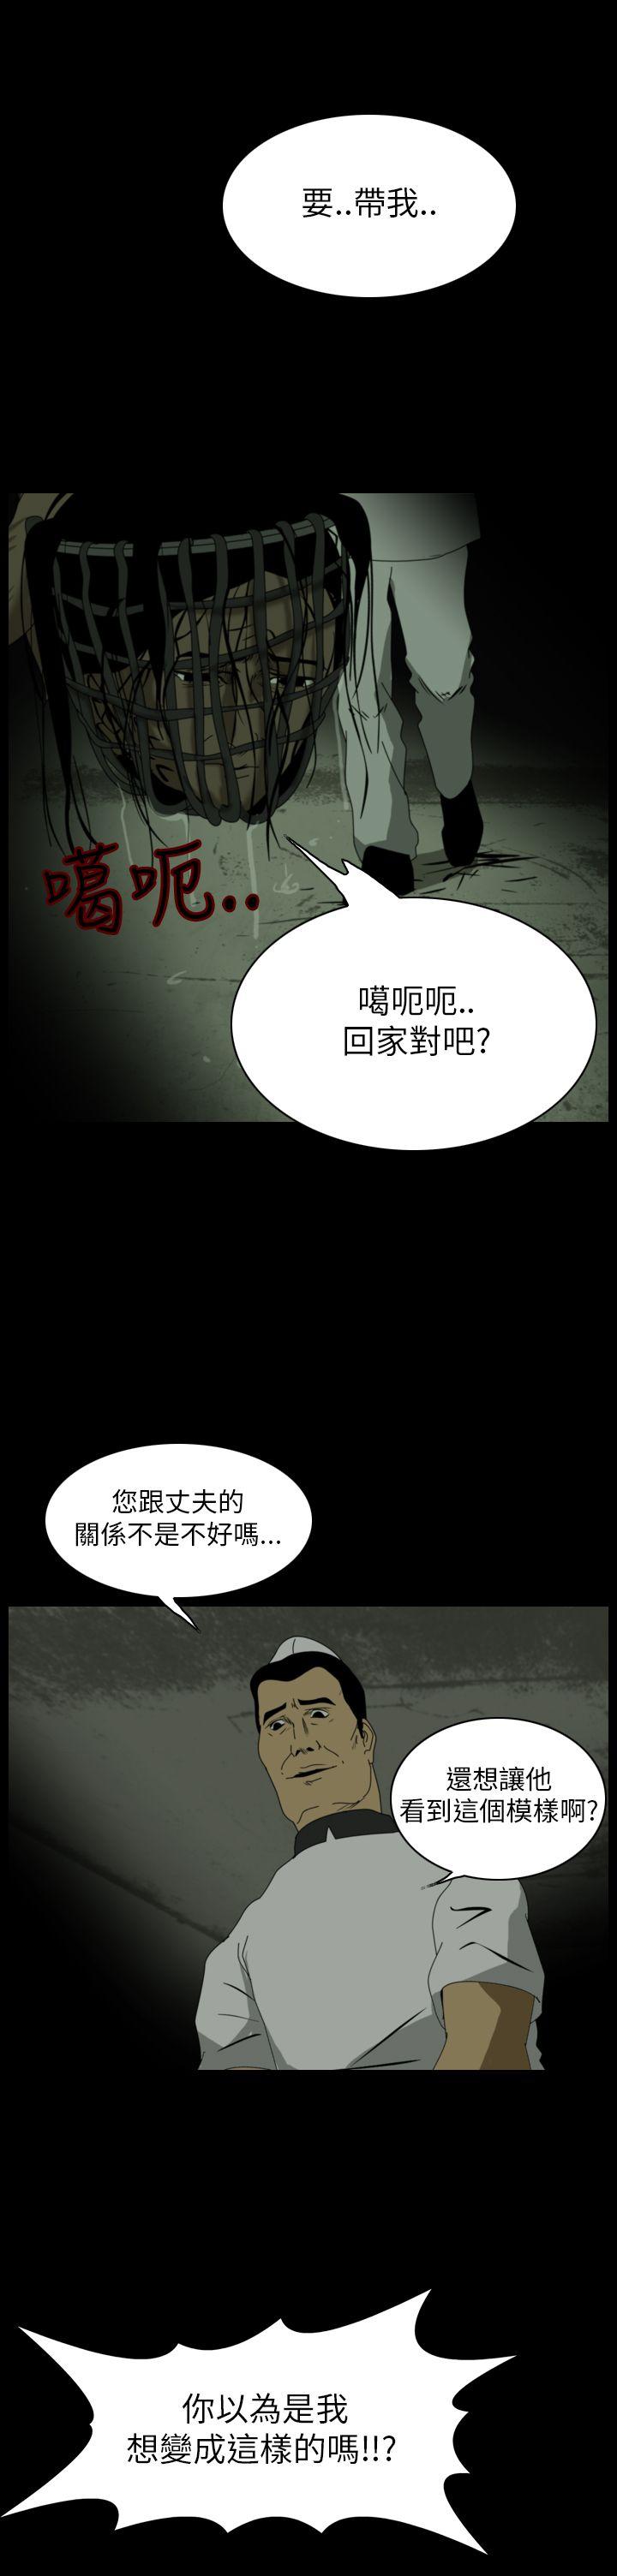 要..帶我..
噶呃..
噶呃呃..
回家對吧?
您跟丈夫的
關係不是不好嗎...
還想讓他
看到這個模樣啊?
你以為是我
想變成這樣的嗎!!?